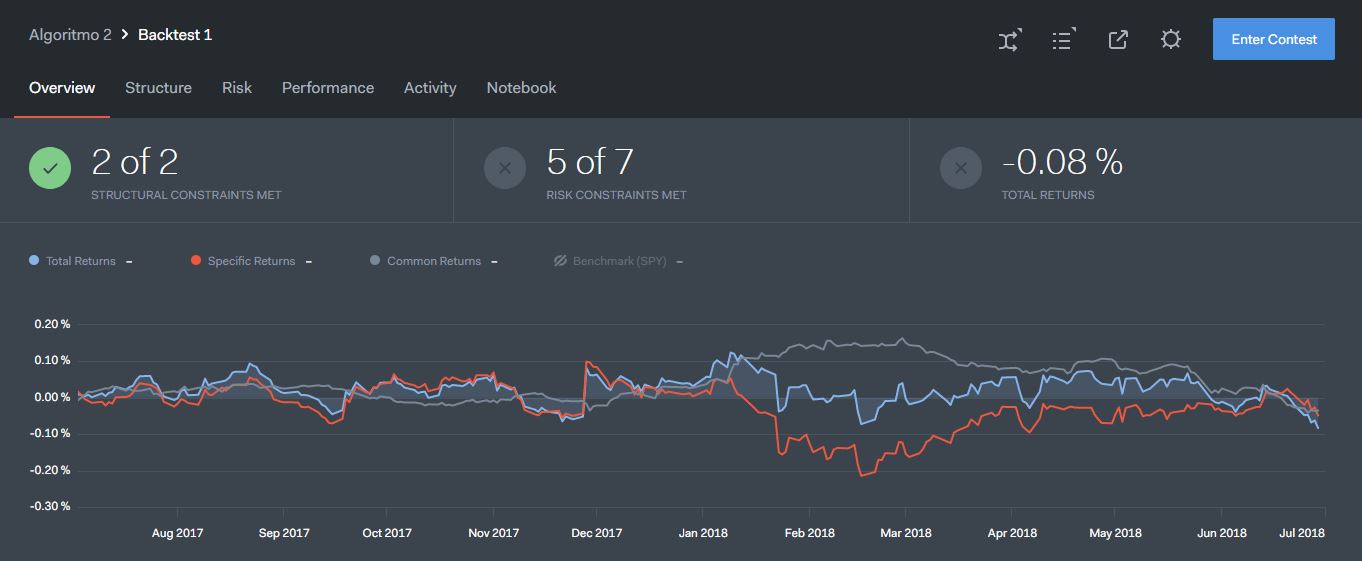 Algoritmo 2 > Backtest 1
Enter Contest
Overview Structure Risk Performance Activity Notebook
2 of 2
STRUCTURAL CONSTRAINTS MET
5 of 7
RISK CONSTRAINTS MET
-0.08 %
TOTAL RETURNS
Total Returns – Specific Returns – Common Returns – Benchmark (SPY) –
0.20 %
0.10 %
0.00 %
-0.10 %
-0.20 %
-0.30 %
Aug 2017 Sep 2017 Oct 2017 Nov 2017 Dec 2017 Jan 2018 Feb 2018 Mar 2018 Apr 2018 May 2018 Jun 2018 Jul 2018